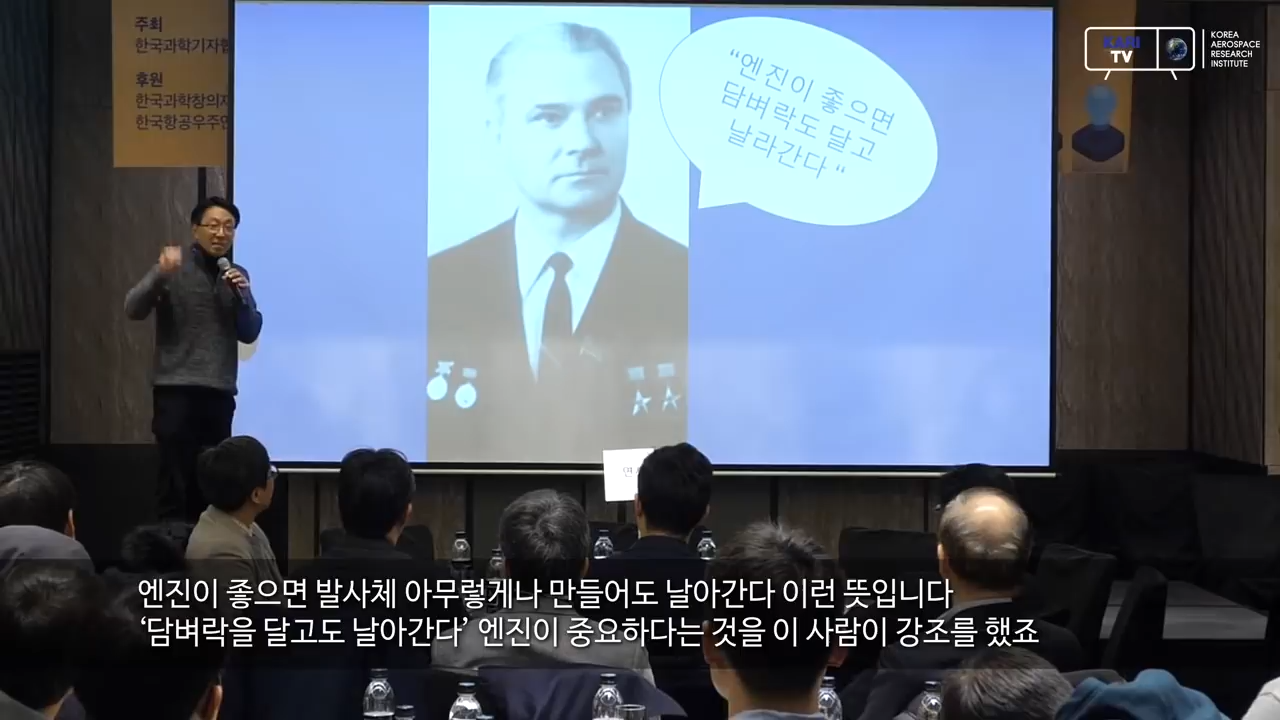 주최
한국과학기자협
후원
한국과학창의재
한국항공우주연
“엔진이 좋으면
담벼락도 달고
날라간다 “
KARI
TV
KOREA
AEROSPACE
RESEARCH
INSTITUTE
엔진이 좋으면 발사체 아무렇게나 만들어도 날아간다 이런 뜻입니다
‘담벼락을 달고도 날아간다’ 엔진이 중요하다는 것을 이 사람이 강조를 했죠